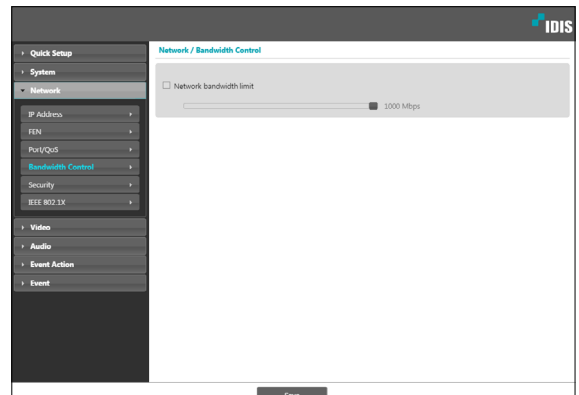 IDIS
Quick Setup
System
Network
IP Address
FEN
Port/QoS
Bandwidth Control
Security
IEEE 802.1X
Video
Audio
Event Action
Event
Network / Bandwidth Control
Network bandwidth limit
1000 Mbps
Save